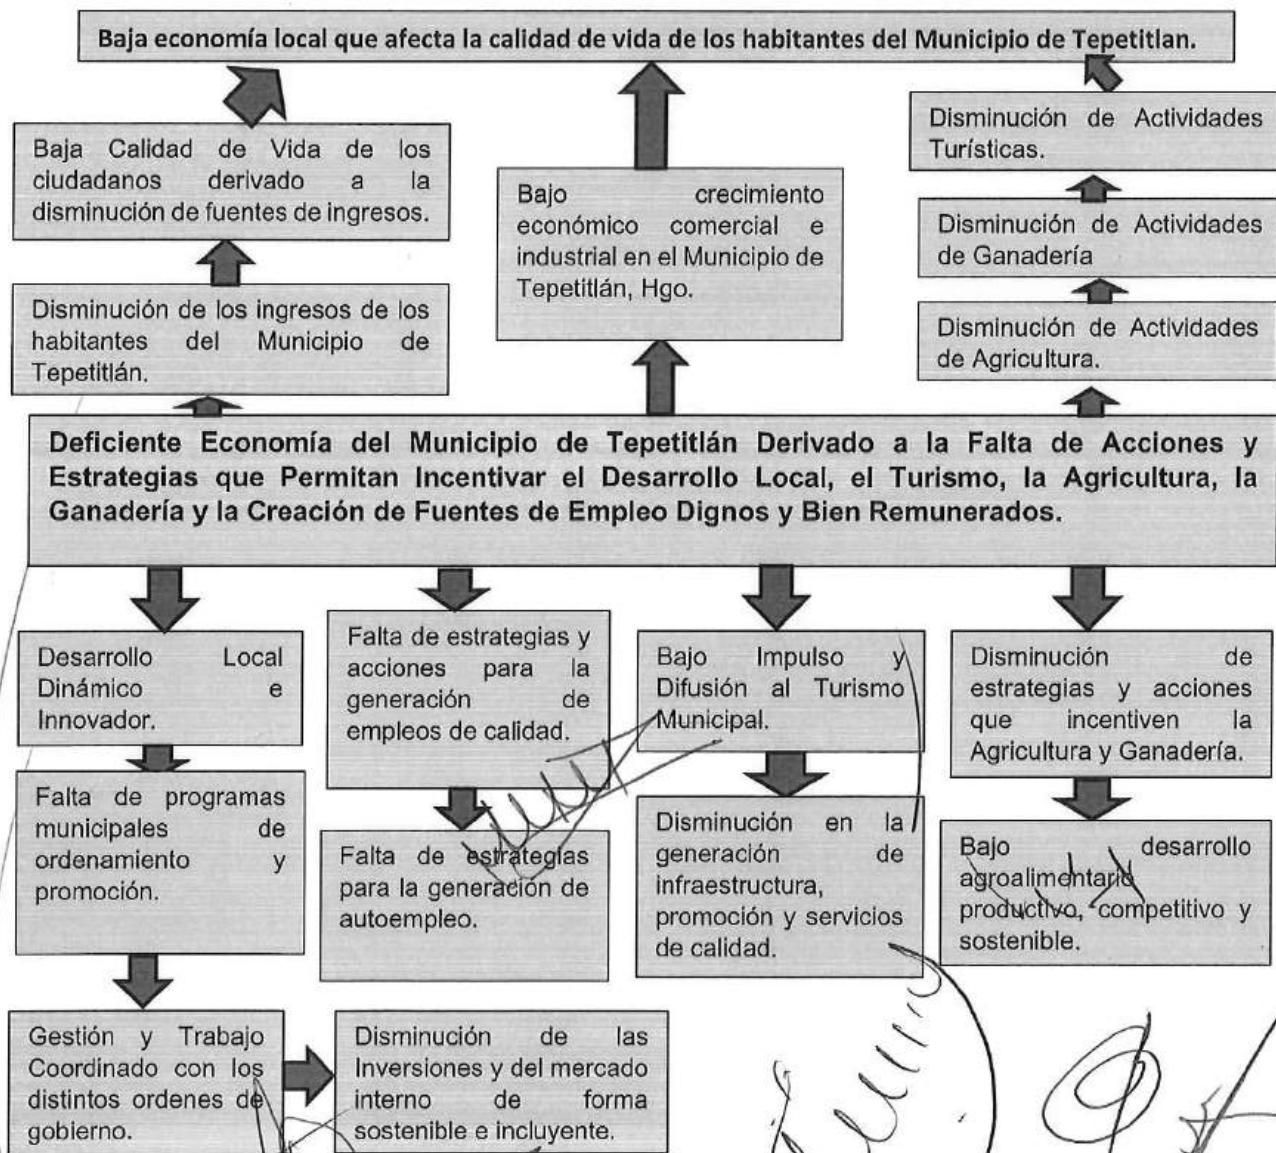 Baja economía local que afecta la calidad de vida de los habitantes del Municipio de Tepetitlan.
Baja Calidad de Vida de los
ciudadanos derivado a la
disminución de fuentes de ingresos.
Disminución de los ingresos de los
habitantes del Municipio de
Tepetitlán.
Bajo crecimiento
económico comercial e
industrial en el Municipio de
Tepetitlán, Hgo.
Disminución de Actividades
Turísticas.
Disminución de Actividades
de Ganadería
Disminución de Actividades
de Agricultura.
Deficiente Economía del Municipio de Tepetitlán Derivado a la Falta de Acciones y
Estrategias que Permitan Incentivar el Desarrollo Local, el Turismo, la Agricultura, la
Ganadería y la Creación de Fuentes de Empleo Dignos y Bien Remunerados.
Desarrollo Local
Dinámico e
Innovador.
Falta de programas
municipales de
ordenamiento y
promoción.
Gestión y Trabajo
Coordinado con los
distintos ordenes de
gobierno.
Disminución de las
Inversiones y del mercado
interno de forma
sostenible e incluyente.
Falta de estrategias y
acciones para la
generación de
empleos de calidad.
Falta de estrategias
para la generación de
autoempleo.
Bajo Impulso y
Difusión al Turismo
Municipal.
Disminución en la
generación de
infraestructura,
promoción y servicios
de calidad.
Disminución de
estrategias y acciones
que incentiven la
Agricultura y Ganadería.
Bajo desarrollo
agroalimentario
productivo, competitivo y
sostenible.